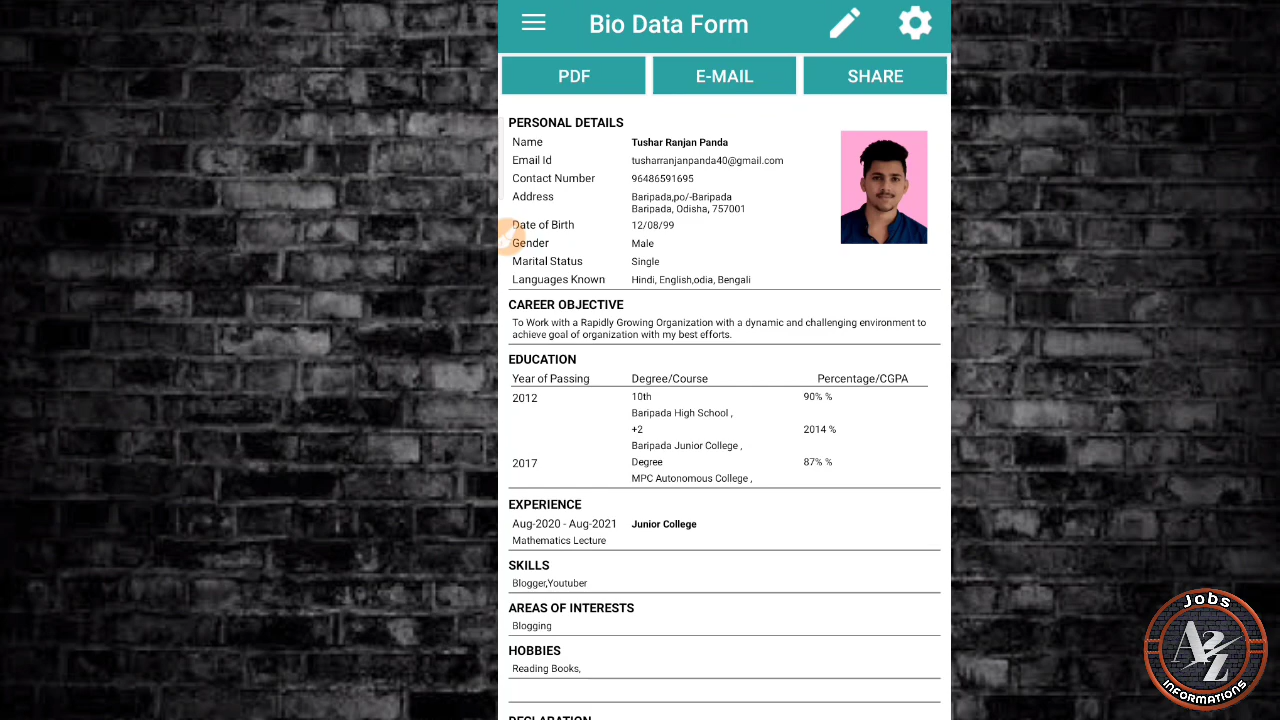 Bio Data Form
PDF E-MAIL SHARE
PERSONAL DETAILS
Name Tushar Ranjan Panda
Email Id tusharranjanpanda40@gmail.com
Contact Number 96486591695
Address Baripada,po/-Baripada
Baripada, Odisha, 757001
Date of Birth 12/08/99
Gender Male
Marital Status Single
Languages Known Hindi, English,odia, Bengali
CAREER OBJECTIVE
To Work with a Rapidly Growing Organization with a dynamic and challenging environment to
achieve goal of organization with my best efforts.
EDUCATION
Year of Passing Degree/Course Percentage/CGPA
2012 10th 90% %
Baripada High School ,
+2 2014 %
Baripada Junior College ,
2017 Degree 87% %
MPC Autonomous College ,
EXPERIENCE
Aug-2020 - Aug-2021 Junior College
Mathematics Lecture
SKILLS
Blogger,Youtuber
AREAS OF INTERESTS
Blogging
HOBBIES
Reading Books,
DECLARATION
Jobs
A2Z
INFORMATIONS